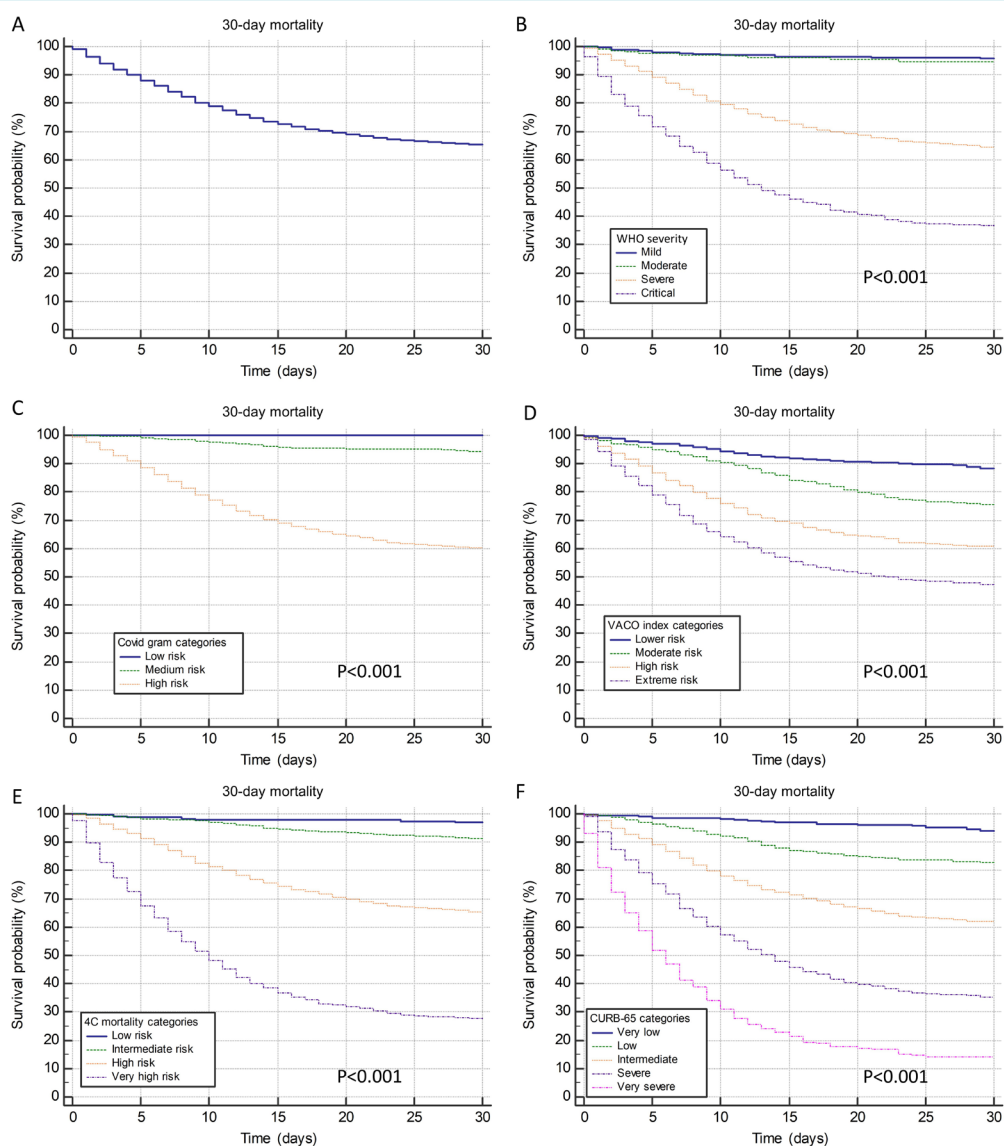 A
30-day mortality
100
90
80
70
60
50
40
30
20
10
0
Survival probability (%)
0 5 10 15 20 25 30
Time (days)
B
30-day mortality
100
90
80
70
60
50
40
30
20
10
0
Survival probability (%)
WHO severity
Mild
Moderate
Severe
Critical
P<0.001
0 5 10 15 20 25 30
Time (days)
C
30-day mortality
100
90
80
70
60
50
40
30
20
10
0
Survival probability (%)
Covid gram categories
Low risk
Medium risk
High risk
P<0.001
0 5 10 15 20 25 30
Time (days)
D
30-day mortality
100
90
80
70
60
50
40
30
20
10
0
Survival probability (%)
VACO index categories
Lower risk
Moderate risk
High risk
Extreme risk
P<0.001
0 5 10 15 20 25 30
Time (days)
E
30-day mortality
100
90
80
70
60
50
40
30
20
10
0
Survival probability (%)
4C mortality categories
Low risk
Intermediate risk
High risk
Very high risk
P<0.001
0 5 10 15 20 25 30
Time (days)
F
30-day mortality
100
90
80
70
60
50
40
30
20
10
0
Survival probability (%)
CURB-65 categories
Very low
Low
Intermediate
Severe
Very severe
P<0.001
0 5 10 15 20 25 30
Time (days)